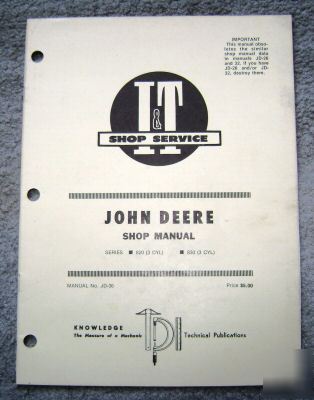 IMPORTANT
This manual obso-
letes the similar
shop manual data
in manuals JD-26
and 32. If you have
JD-26 and/or JD-
32, destroy them.
I&T
SHOP SERVICE
JOHN DEERE
SHOP MANUAL
SERIES ■ 820 (3 CYL) ■ 830 (3 CYL)
MANUAL No. JD-36
Price $5.00
KNOWLEDGE
The Measure of a Mechanic
Technical Publications